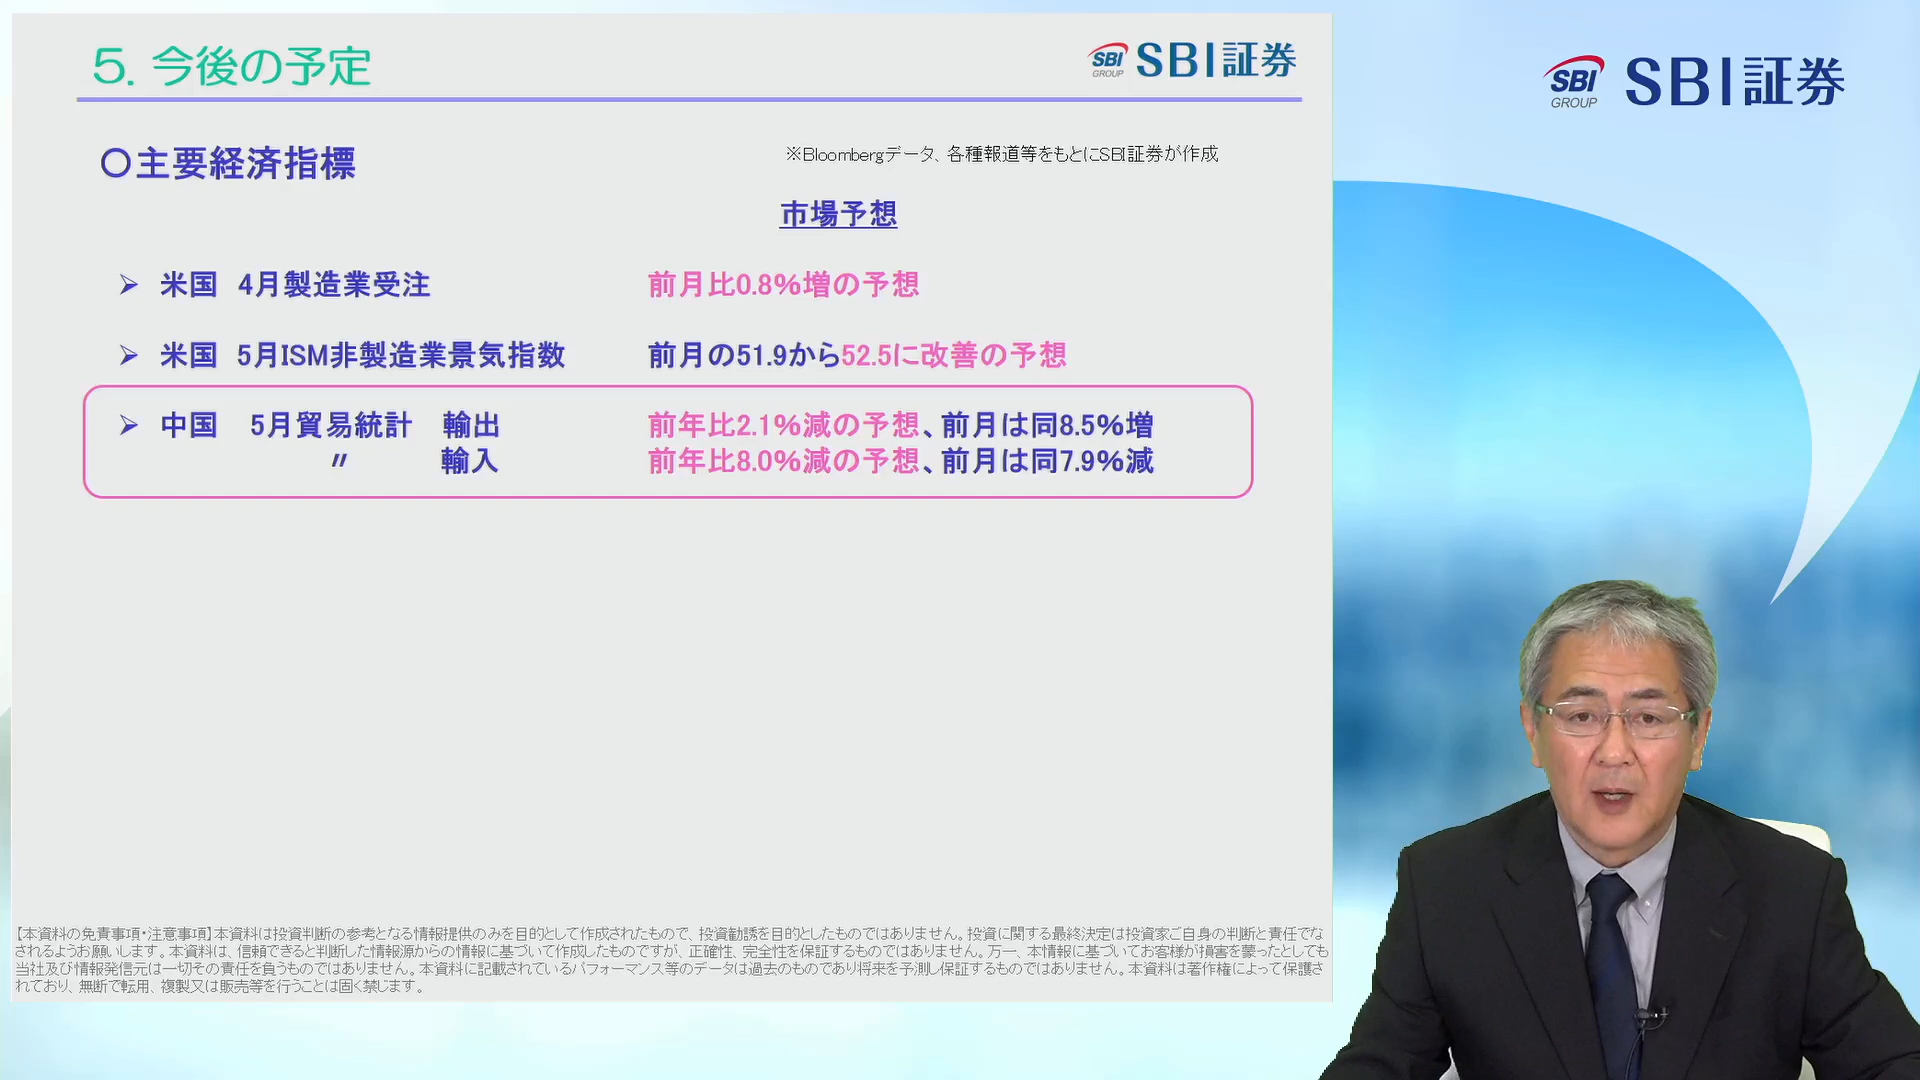 5. 今後の予定
SBI GROUP SBI証券
SBI GROUP SBI証券
〇主要経済指標
※Bloombergデータ、各種報道等をもとにSBI証券が作成
市場予想
➢ 米国 4月製造業受注 前月比0.8%増の予想
➢ 米国 5月ISM非製造業景気指数 前月の51.9から52.5に改善の予想
➢ 中国 5月貿易統計 輸出 前年比2.1%減の予想、前月は同8.5%増
〃 輸入 前年比8.0%減の予想、前月は同7.9%減
【本資料の免責事項・注意事項】本資料は投資判断の参考となる情報提供のみを目的として作成されたもので、投資勧誘を目的としたものではありません。投資に関する最終決定は投資家ご自身の判断と責任でな
されるようお願いします。本資料は、信頼できると判断した情報源からの情報に基づいて作成したものですが、正確性、完全性を保証するものではありません。万一、本情報に基づいてお客様が損害を蒙ったとしても
当社及び情報発信元は一切その責任を負うものではありません。本資料に記載されているパフォーマンス等のデータは過去のものであり将来を予測し保証するものではありません。本資料は著作権によって保護さ
れており、無断で転用、複製又は販売等を行うことは固く禁じます。